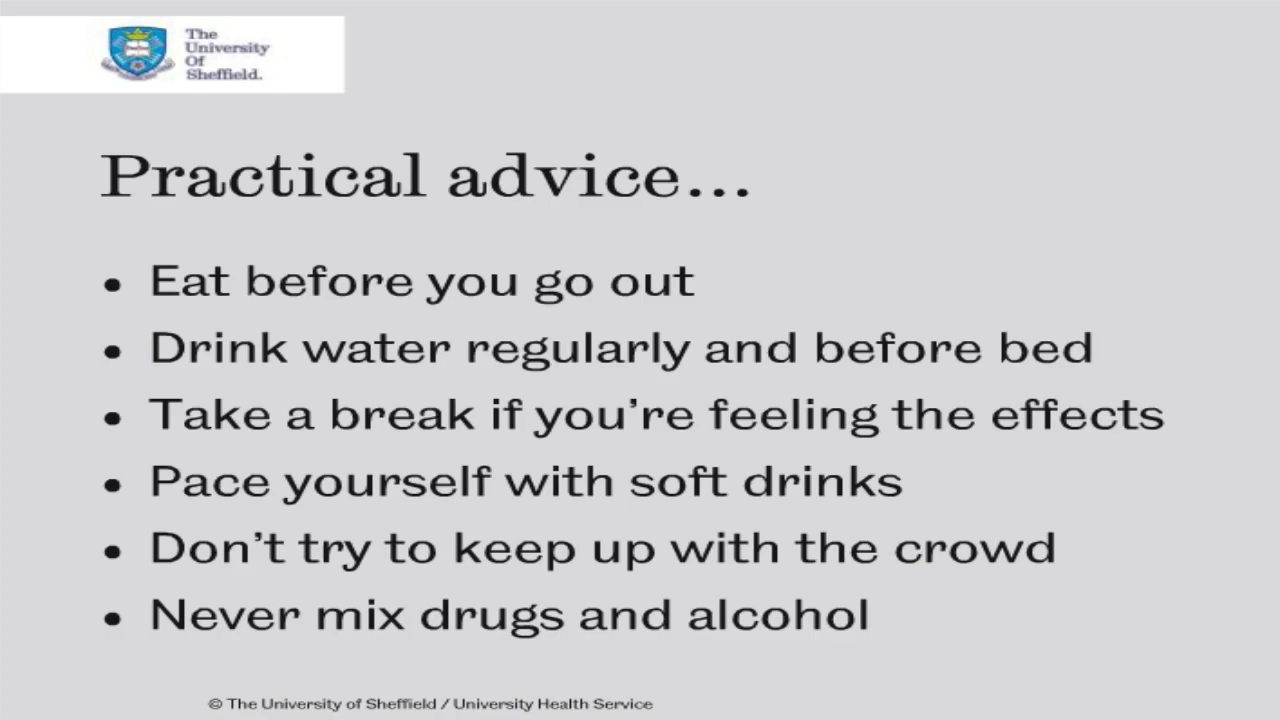 The
University
Of
Sheffield.
Practical advice...
• Eat before you go out
• Drink water regularly and before bed
• Take a break if you’re feeling the effects
• Pace yourself with soft drinks
• Don’t try to keep up with the crowd
• Never mix drugs and alcohol
© The University of Sheffield / University Health Service